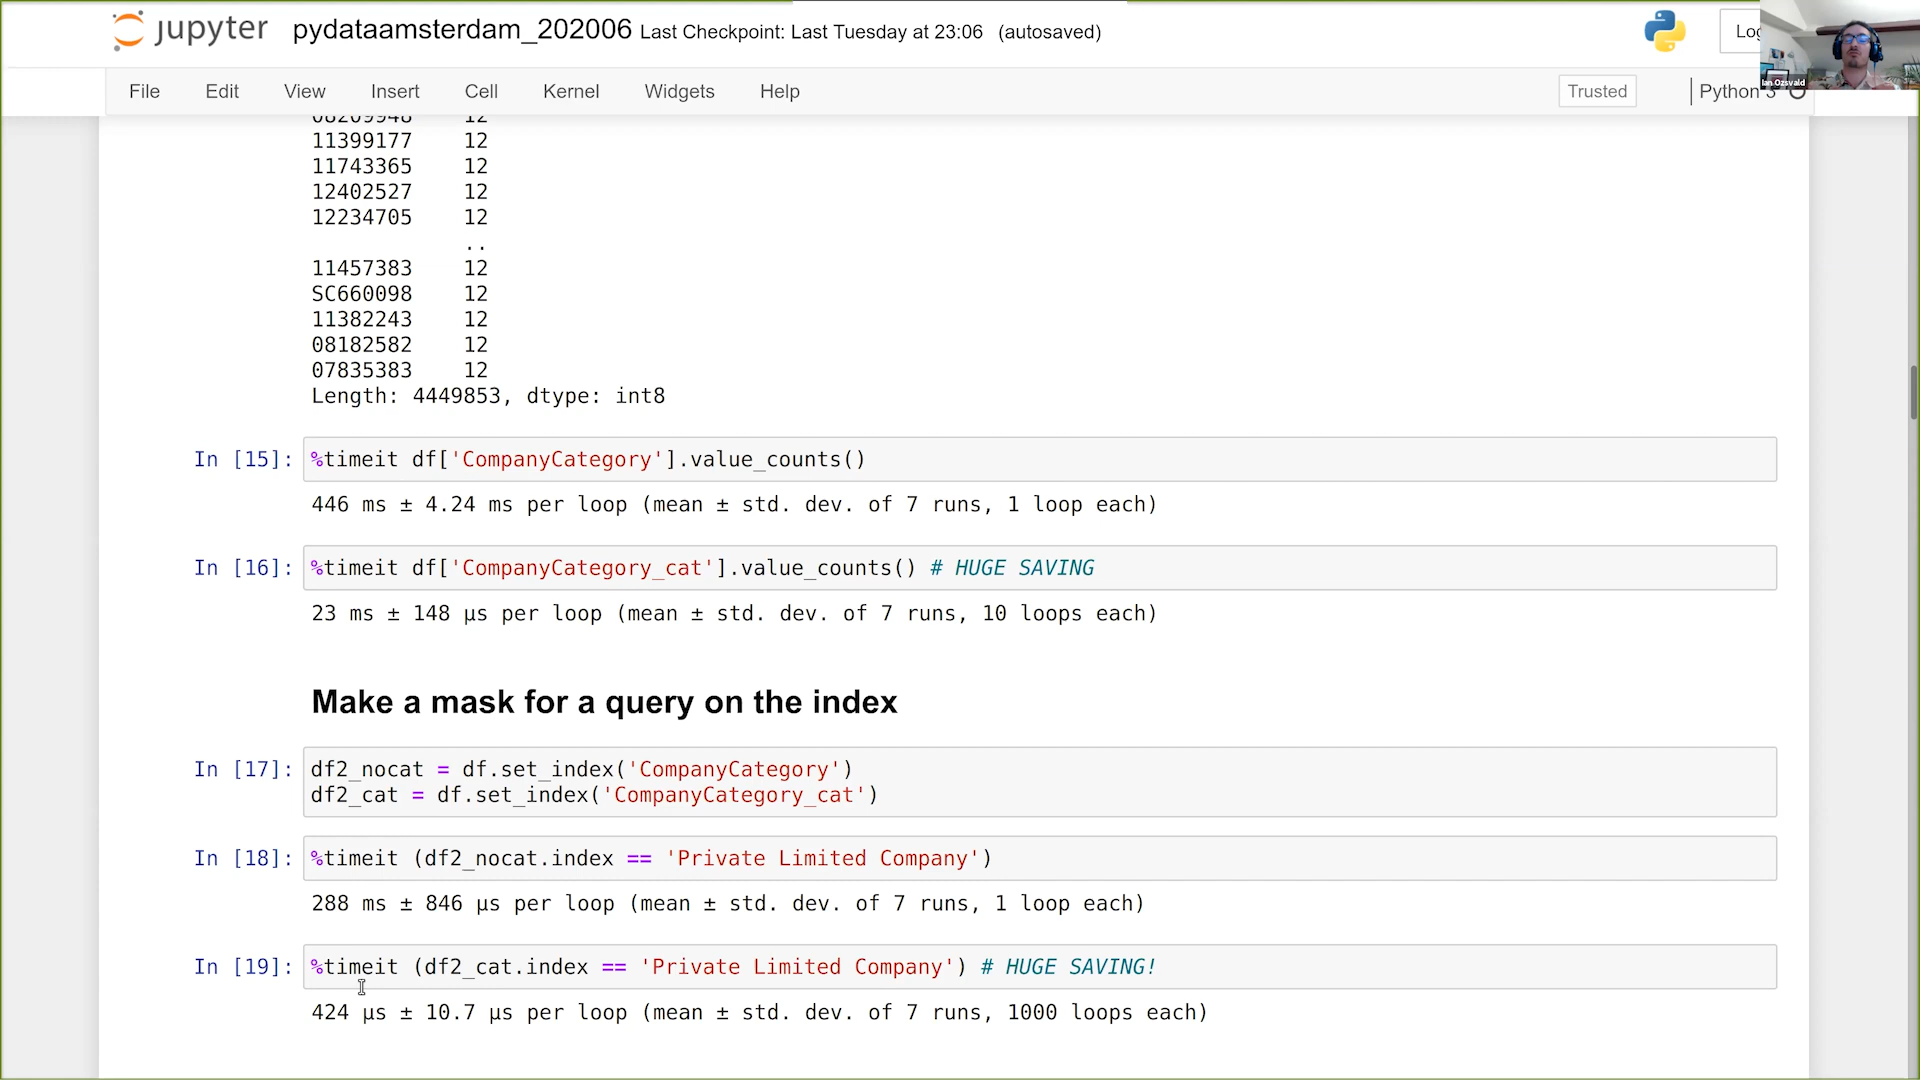 jupyter pydataamsterdam_202006 Last Checkpoint: Last Tuesday at 23:06 (autosaved)
Ian Ozsvald
File Edit View Insert Cell Kernel Widgets Help Trusted Python 3
08209948 12
11399177 12
11743365 12
12402527 12
12234705 12
..
11457383 12
SC660098 12
11382243 12
08182582 12
07835383 12
Length: 4449853, dtype: int8
In [15]: %timeit df['CompanyCategory'].value_counts()
446 ms ± 4.24 ms per loop (mean ± std. dev. of 7 runs, 1 loop each)
In [16]: %timeit df['CompanyCategory_cat'].value_counts() # HUGE SAVING
23 ms ± 148 µs per loop (mean ± std. dev. of 7 runs, 10 loops each)
Make a mask for a query on the index
In [17]: df2_nocat = df.set_index('CompanyCategory')
df2_cat = df.set_index('CompanyCategory_cat')
In [18]: %timeit (df2_nocat.index == 'Private Limited Company')
288 ms ± 846 µs per loop (mean ± std. dev. of 7 runs, 1 loop each)
In [19]: %timeit (df2_cat.index == 'Private Limited Company') # HUGE SAVING!
424 µs ± 10.7 µs per loop (mean ± std. dev. of 7 runs, 1000 loops each)